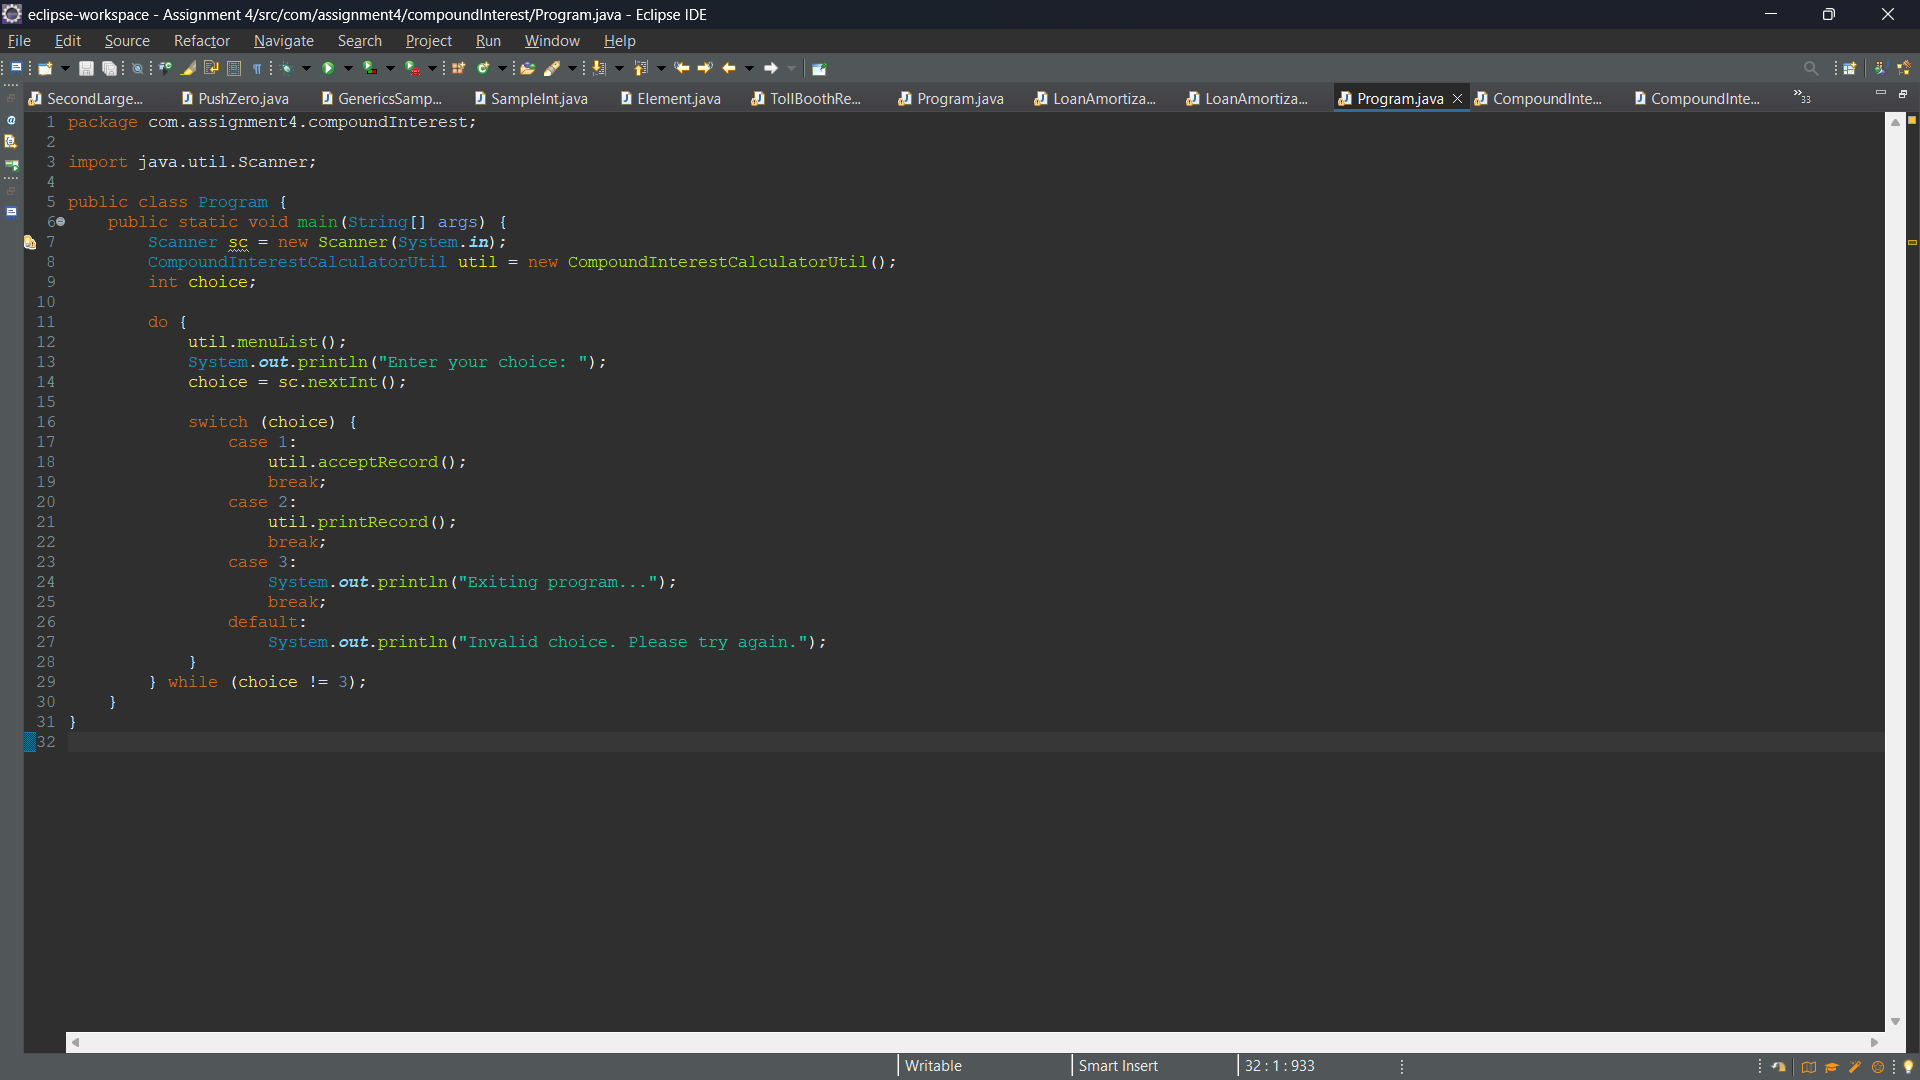 eclipse-workspace - Assignment 4/src/com/assignment4/compoundInterest/Program.java - Eclipse IDE
File Edit Source Refactor Navigate Search Project Run Window Help
SecondLarge... PushZero.java GenericsSamp... SampleInt.java Element.java TollBoothRe... Program.java LoanAmortiza... LoanAmortiza... Program.java CompoundInte... CompoundInte... »33
1 package com.assignment4.compoundInterest;
2
3 import java.util.Scanner;
4
5 public class Program {
6 public static void main(String[] args) {
7 Scanner sc = new Scanner(System.in);
8 CompoundInterestCalculatorUtil util = new CompoundInterestCalculatorUtil();
9 int choice;
10
11 do {
12 util.menuList();
13 System.out.println("Enter your choice: ");
14 choice = sc.nextInt();
15
16 switch (choice) {
17 case 1:
18 util.acceptRecord();
19 break;
20 case 2:
21 util.printRecord();
22 break;
23 case 3:
24 System.out.println("Exiting program...");
25 break;
26 default:
27 System.out.println("Invalid choice. Please try again.");
28 }
29 } while (choice != 3);
30 }
31 }
32
Writable Smart Insert 32 : 1 : 933